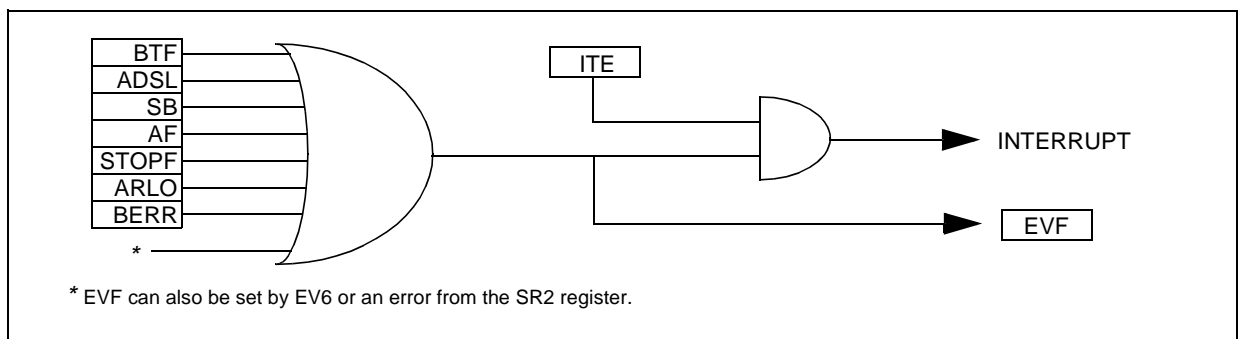 BTF
ADSL
SB
AF
STOPF
ARLO
BERR
*
ITE
INTERRUPT
EVF
* EVF can also be set by EV6 or an error from the SR2 register.